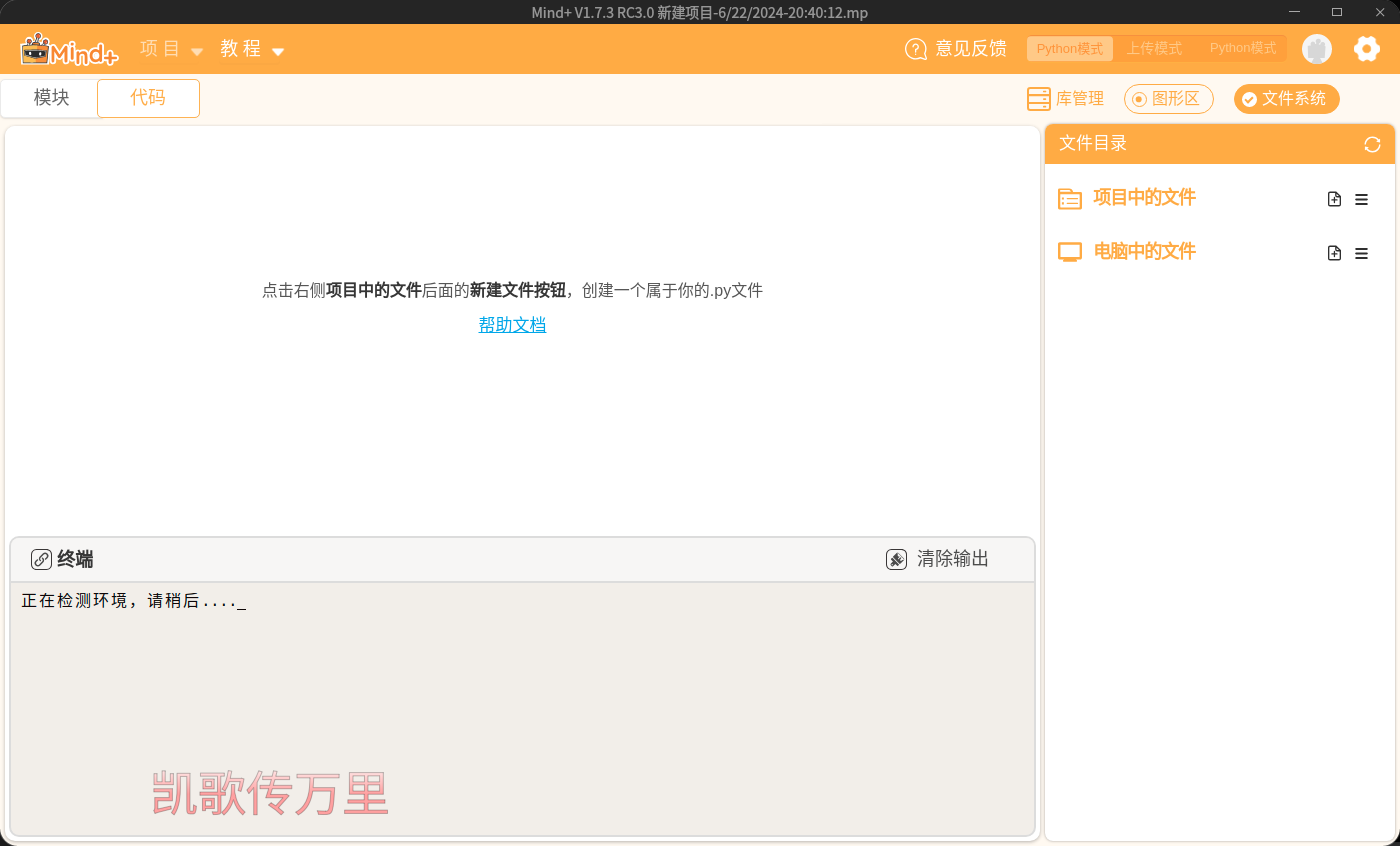 Mind+ V1.7.3 RC3.0 新建项目-6/22/2024-20:40:12.mp
Mind+ 项目 教程 意见反馈 Python模式 上传模式 Python模式
模块 代码 库管理 图形区 文件系统
文件目录
项目中的文件
电脑中的文件
点击右侧项目中的文件后面的新建文件按钮，创建一个属于你的.py文件
帮助文档
终端 清除输出
正在检测环境，请稍后...._
凯歌传万里